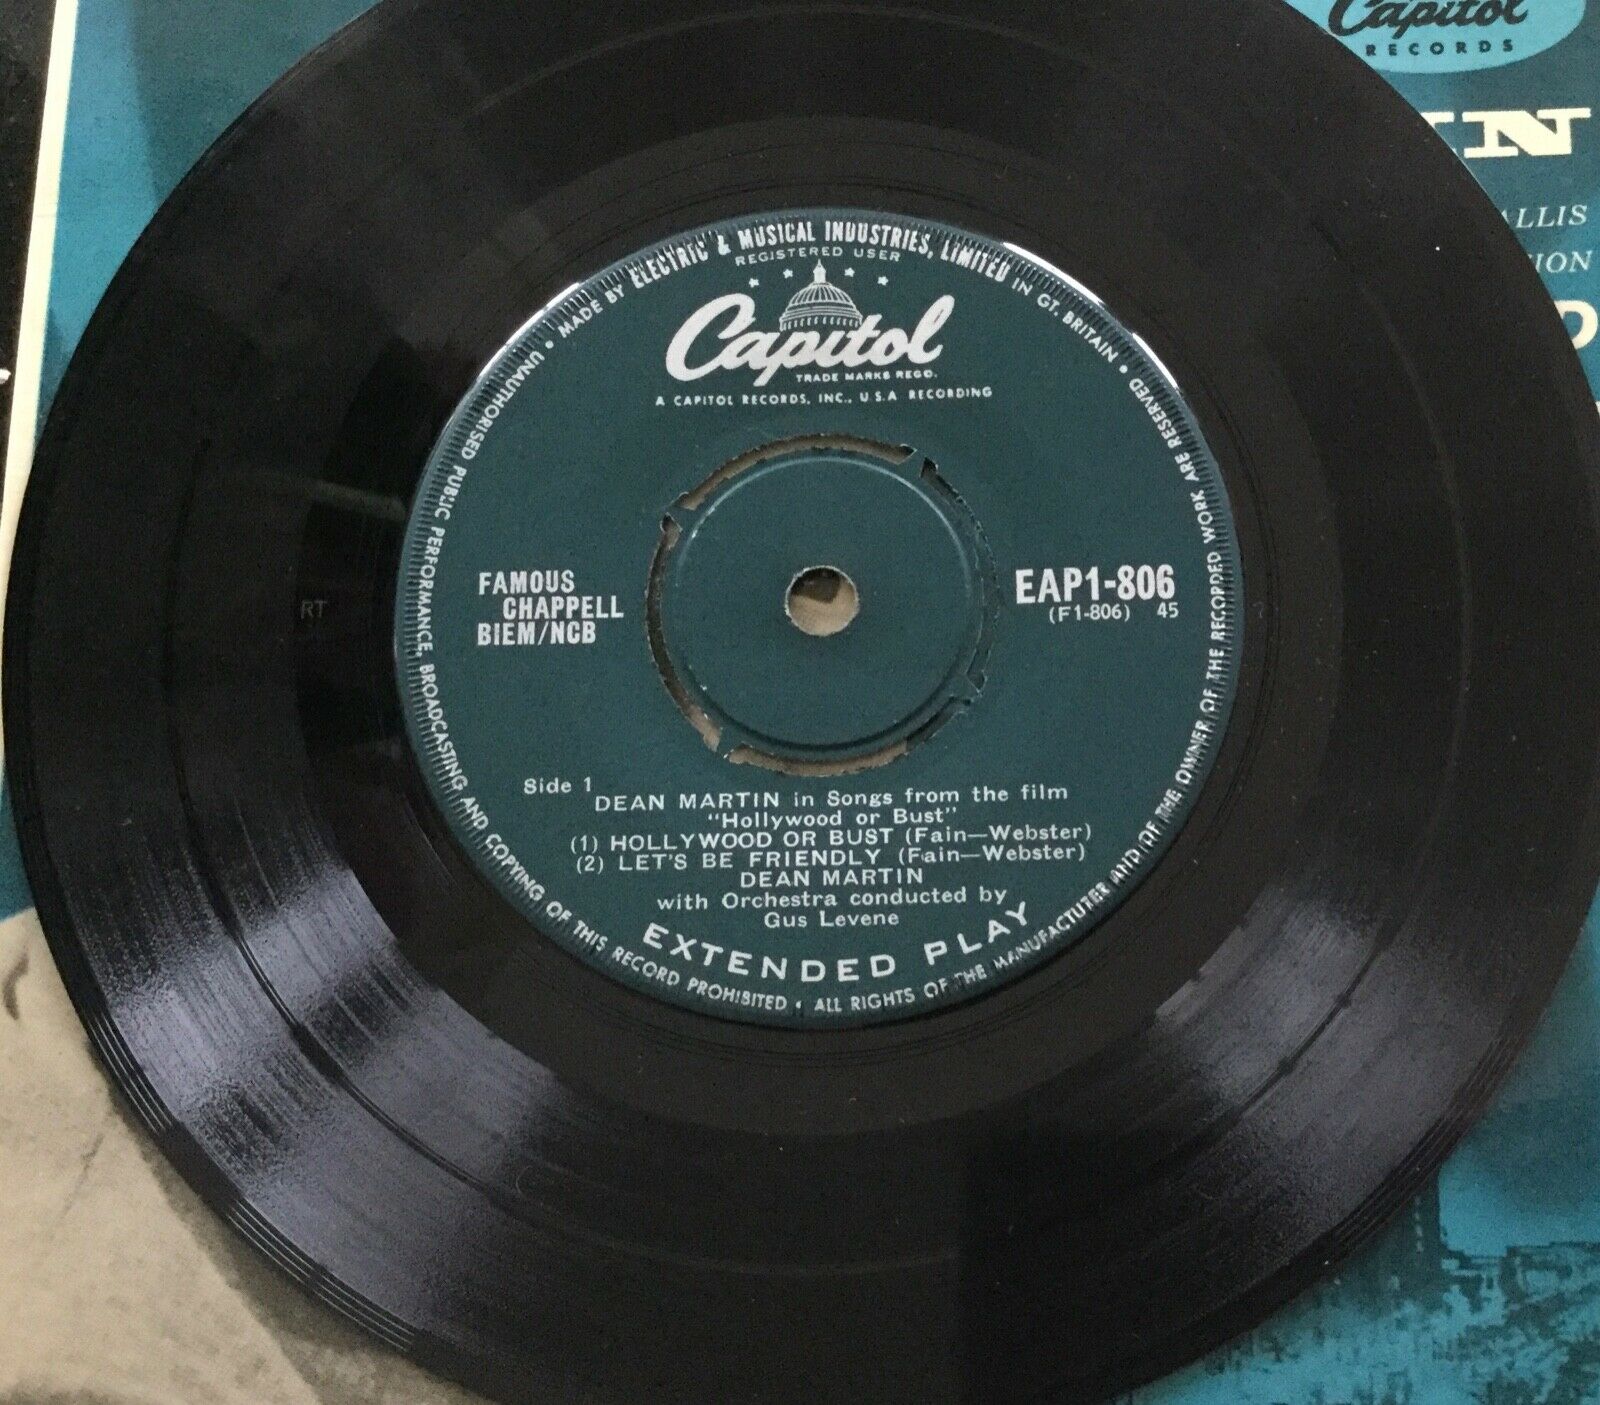 Capitol
RECORDS
IN
ALLIS
ION
MADE BY ELECTRIC & MUSICAL INDUSTRIES, LIMITED IN GT. BRITAIN •
REGISTERED USER
Capitol
TRADE MARKS REGD.
A CAPITOL RECORDS, INC., U.S.A RECORDING
FAMOUS
CHAPPELL
BIEM/NCB
EAP1-806
(F1-806) 45
RT
Side 1
DEAN MARTIN in Songs from the film
"Hollywood or Bust"
(1) HOLLYWOOD OR BUST (Fain—Webster)
(2) LET'S BE FRIENDLY (Fain—Webster)
DEAN MARTIN
with Orchestra conducted by
Gus Levene
EXTENDED PLAY
ALL RIGHTS OF THE MANUFACTURER AND OF THE OWNER OF THE RECORDED WORK ARE RESERVED •
UNAUTHORISED PUBLIC PERFORMANCE, BROADCASTING AND COPYING OF THIS RECORD PROHIBITED •